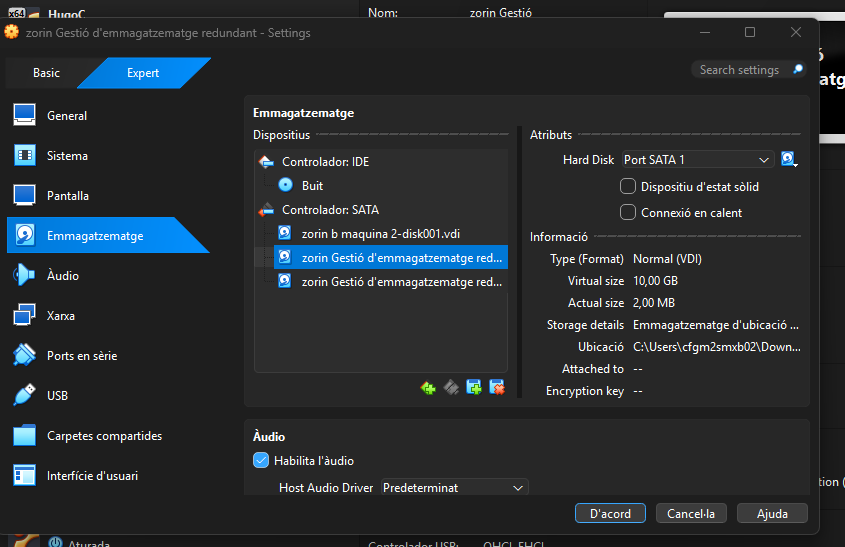 x64
HugoC
Nom:
zorin Gestió
zorin Gestió d'emmagatzematge redundant - Settings
Basic
Expert
Search settings
General
Sistema
Pantalla
Emmagatzematge
Àudio
Xarxa
Ports en sèrie
USB
Carpetes compartides
Interfície d'usuari
Emmagatzematge
Dispositius
Controlador: IDE
Buit
Controlador: SATA
zorin b maquina 2-disk001.vdi
zorin Gestió d'emmagatzematge red...
zorin Gestió d'emmagatzematge red...
Atributs
Hard Disk Port SATA 1
Dispositiu d'estat sòlid
Connexió en calent
Informació
Type (Format) Normal (VDI)
Virtual size 10,00 GB
Actual size 2,00 MB
Storage details Emmagatzematge d'ubicació ...
Ubicació C:\Users\cfgm2smxb02\Down...
Attached to --
Encryption key --
Àudio
Habilita l'àudio
Host Audio Driver Predeterminat
D'acord
Cancel·la
Ajuda
Aturada
Controlador USB:
OHCI, EHCI